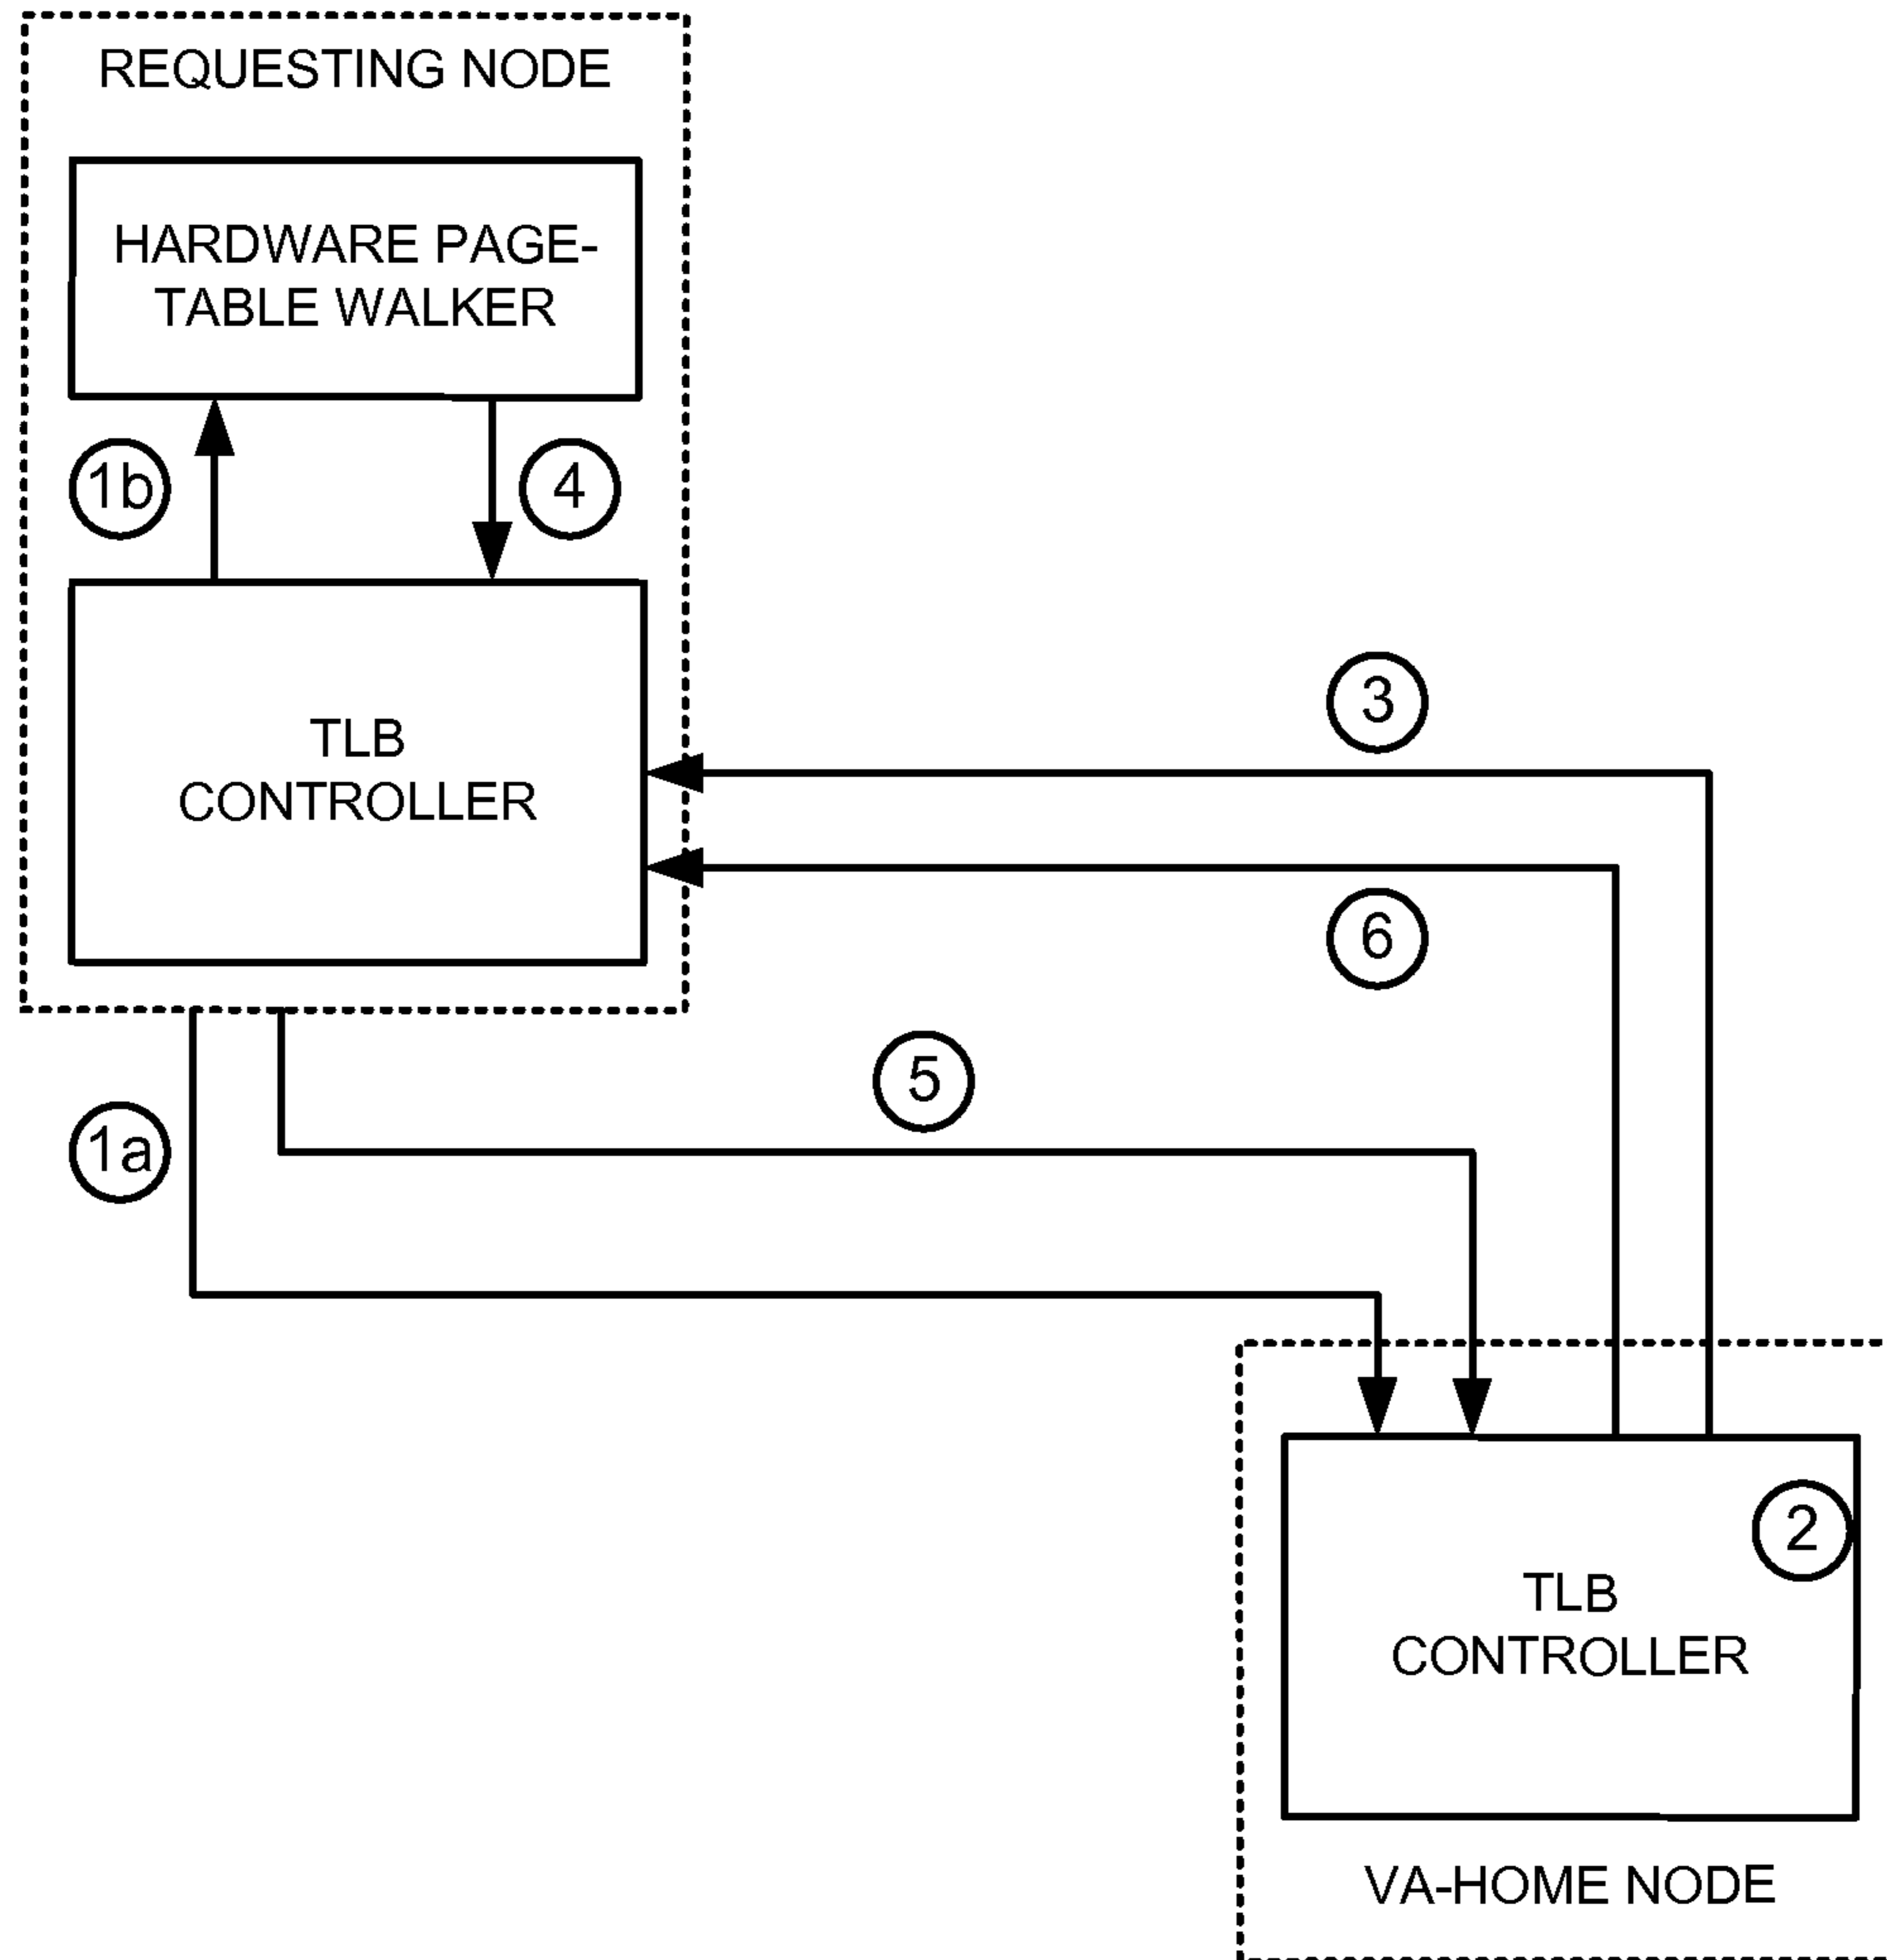 REQUESTING NODE
HARDWARE PAGE-
TABLE WALKER
1b
4
TLB
CONTROLLER
3
6
5
1a
2
TLB
CONTROLLER
VA-HOME NODE